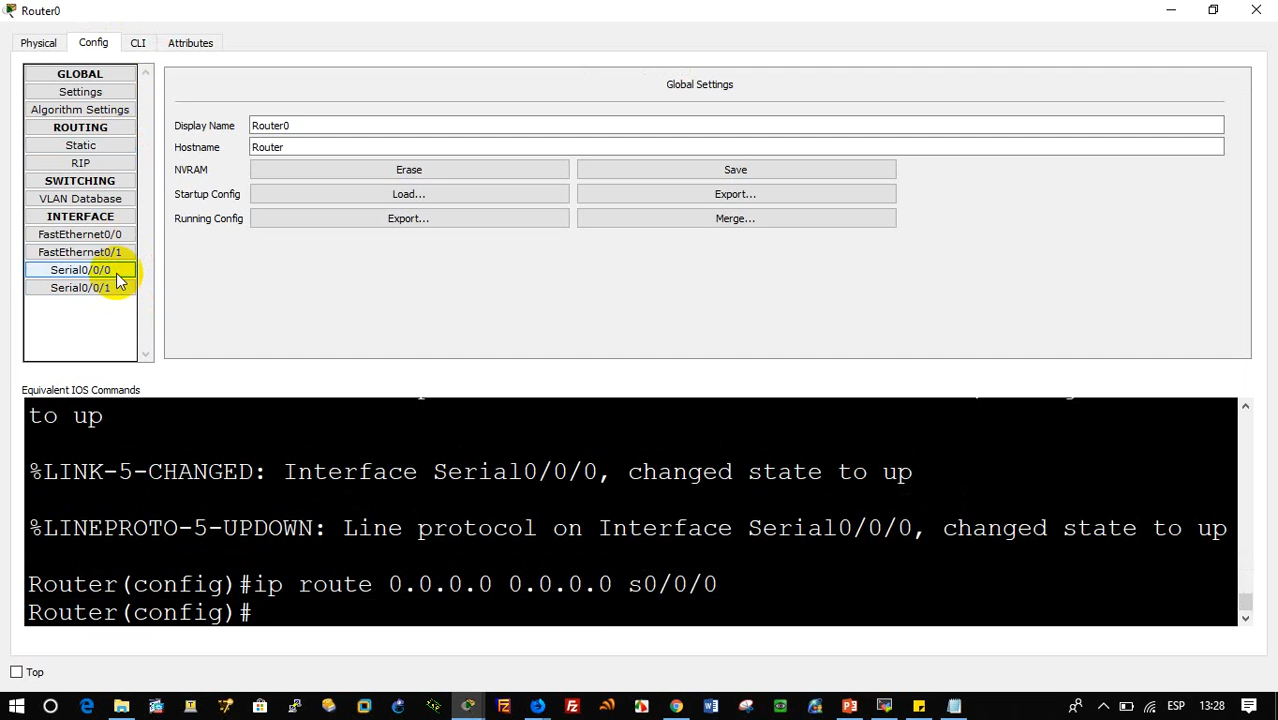 Router0
Physical
Config
CLI
Attributes
GLOBAL
Settings
Algorithm Settings
ROUTING
Static
RIP
SWITCHING
VLAN Database
INTERFACE
FastEthernet0/0
FastEthernet0/1
Serial0/0/0
Serial0/0/1
Global Settings
Display Name Router0
Hostname Router
NVRAM Erase Save
Startup Config Load... Export...
Running Config Export... Merge...
Equivalent IOS Commands
to up
%LINK-5-CHANGED: Interface Serial0/0/0, changed state to up
%LINEPROTO-5-UPDOWN: Line protocol on Interface Serial0/0/0, changed state to up
Router(config)#ip route 0.0.0.0 0.0.0.0 s0/0/0
Router(config)#
Top
ESP 13:28